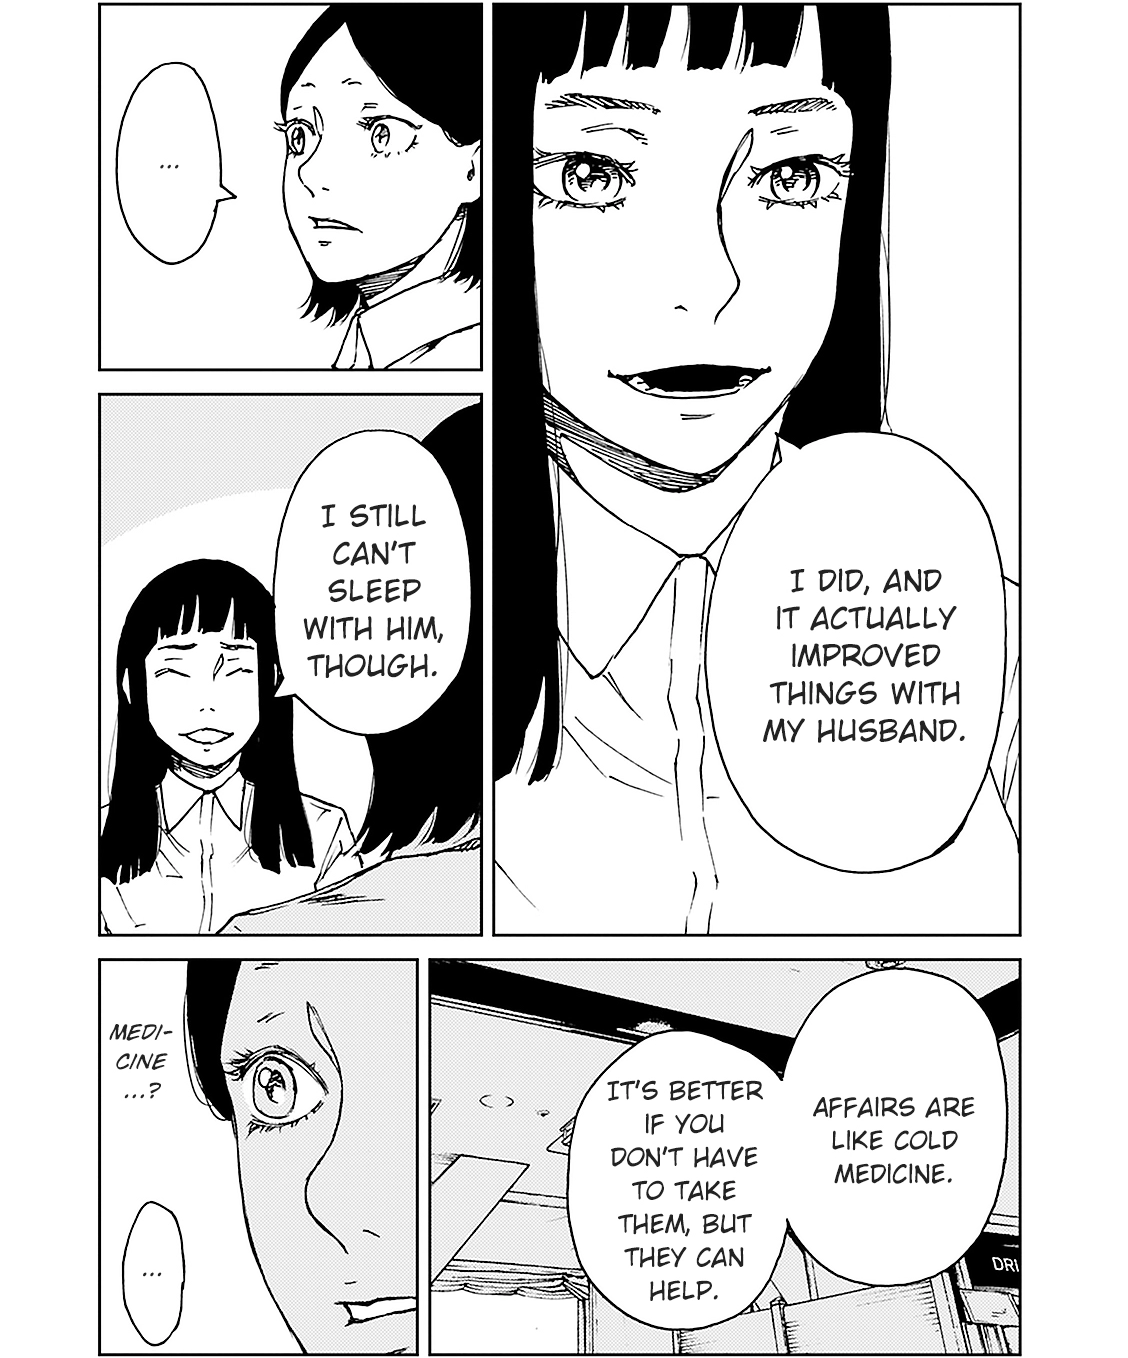 I DID, AND
IT ACTUALLY
IMPROVED
THINGS WITH
MY HUSBAND.
...
I STILL
CAN'T
SLEEP
WITH HIM,
THOUGH.
AFFAIRS ARE
LIKE COLD
MEDICINE.
IT'S BETTER
IF YOU
DON'T HAVE
TO TAKE
THEM, BUT
THEY CAN
HELP.
DRI
MEDI-
CINE
...?
...